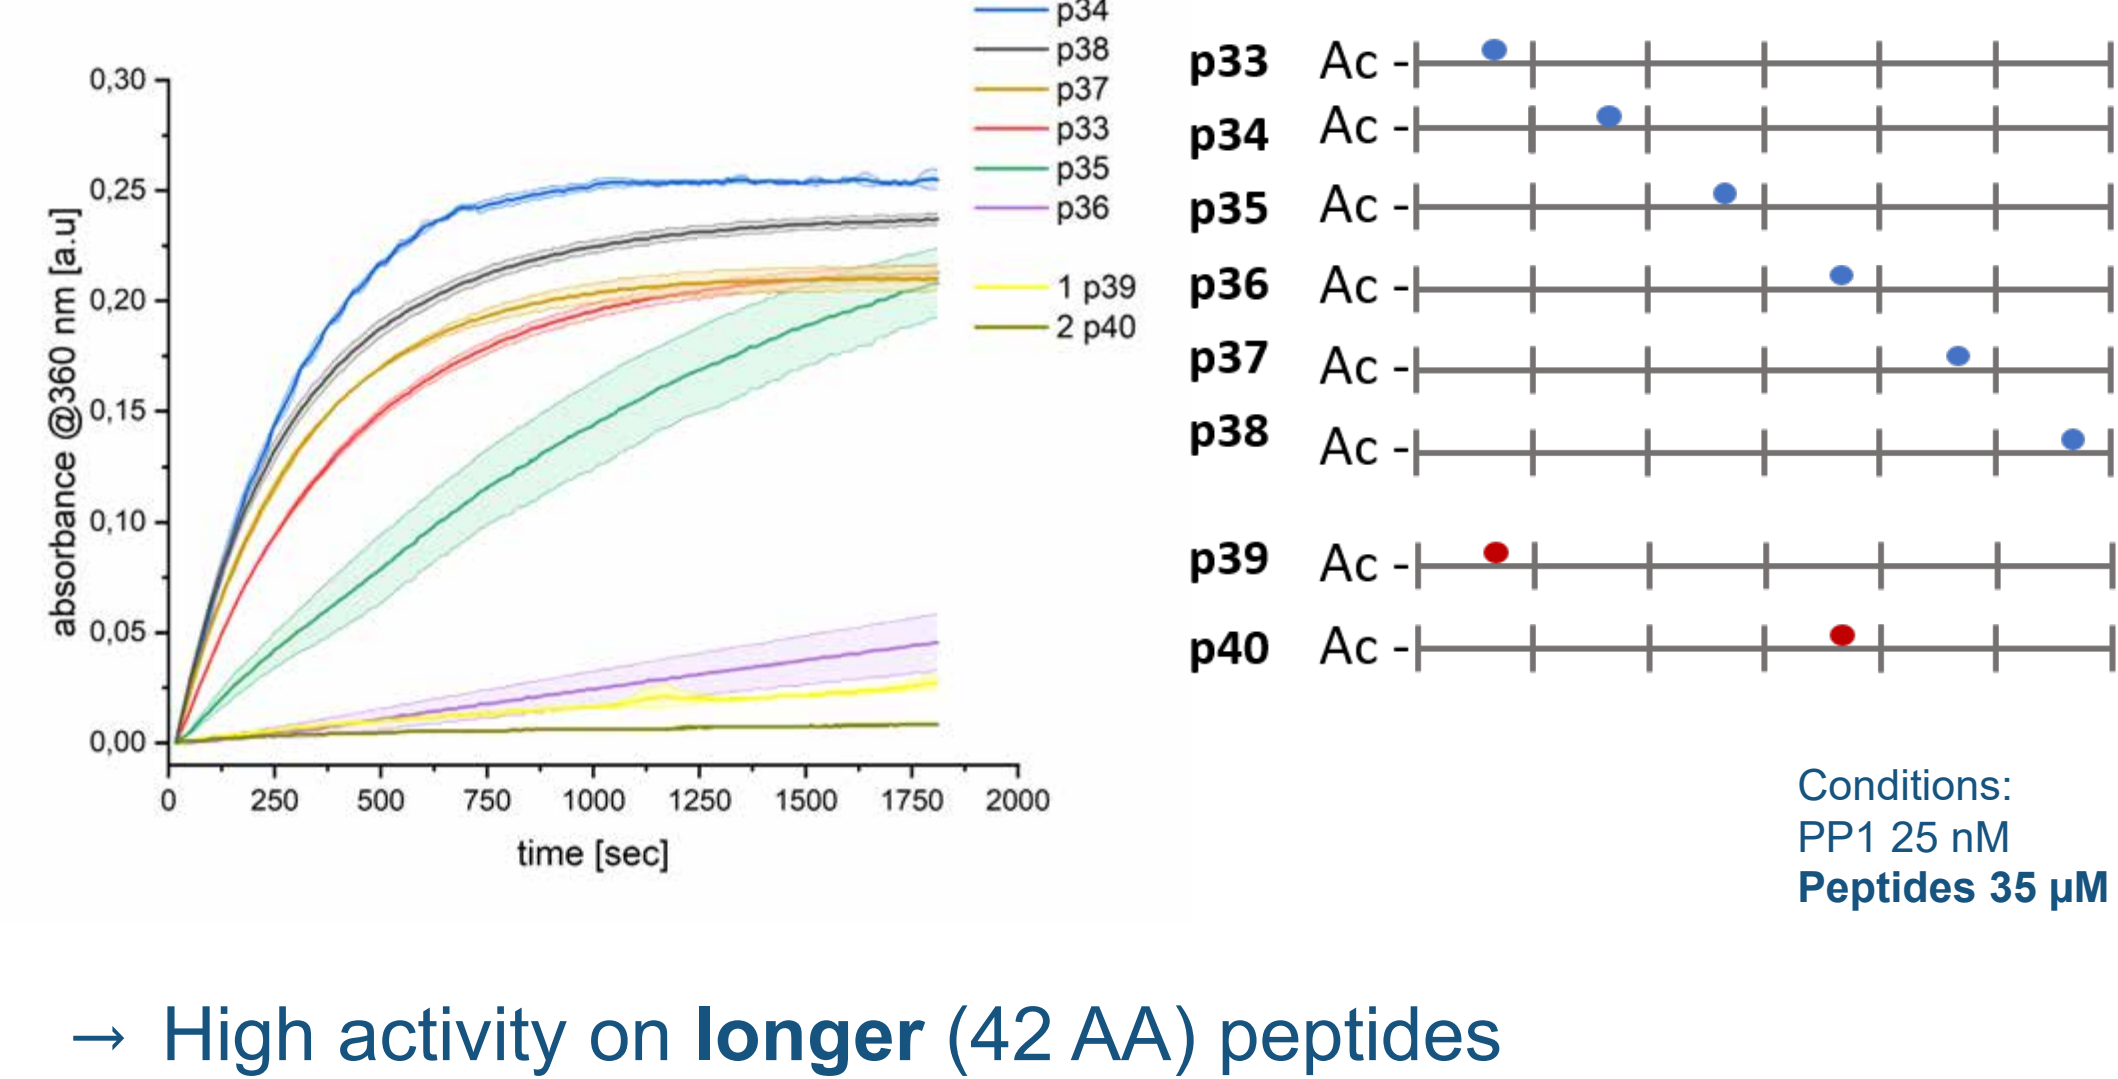 p34
p38
p37
p33
p35
p36
1 p39
2 p40
0,30
0,25
0,20
0,15
0,10
0,05
0,00
absorbance @360 nm [a.u]
0 250 500 750 1000 1250 1500 1750 2000
time [sec]
p33 Ac -
p34 Ac -
p35 Ac -
p36 Ac -
p37 Ac -
p38 Ac -
p39 Ac -
p40 Ac -
Conditions:
PP1 25 nM
Peptides 35 µM
→ High activity on longer (42 AA) peptides